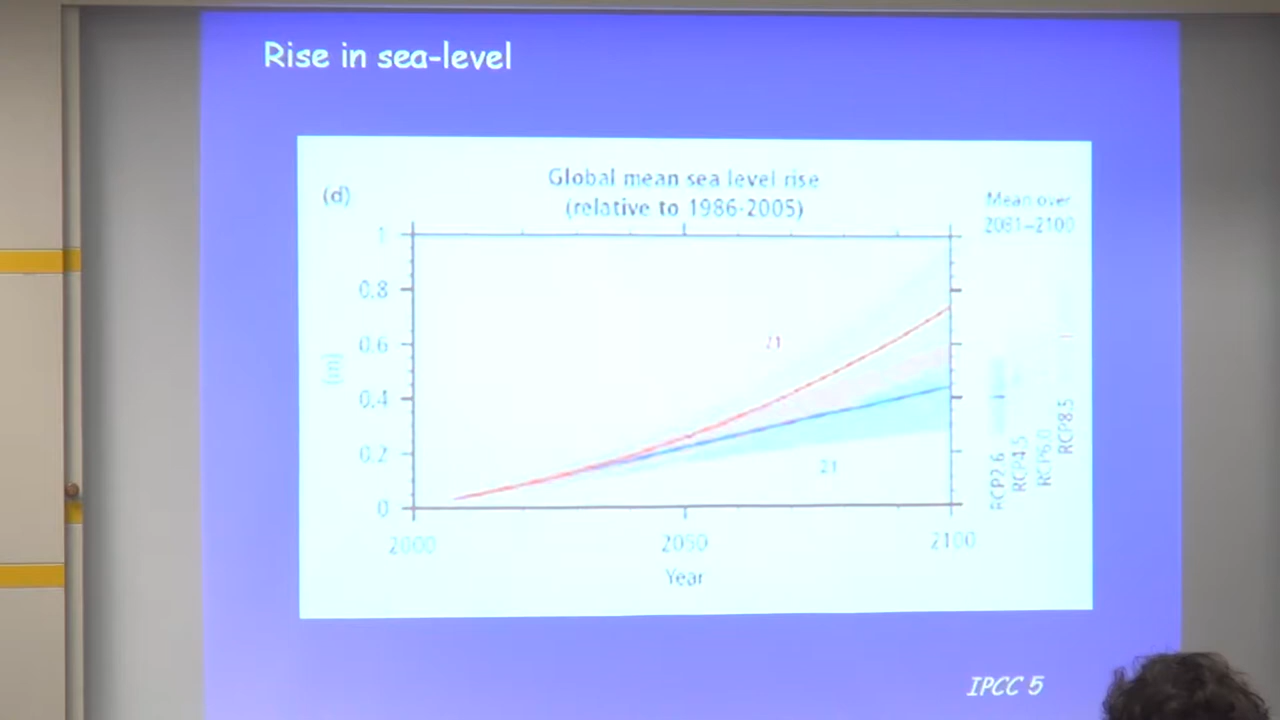 Rise in sea-level
(d)
Global mean sea level rise
(relative to 1986-2005)
Mean over
2081–2100
1
0.8
0.6
0.4
0.2
0
(m)
21
21
2000
2050
2100
Year
RCP2.6
RCP4.5
RCP6.0
RCP8.5
IPCC 5